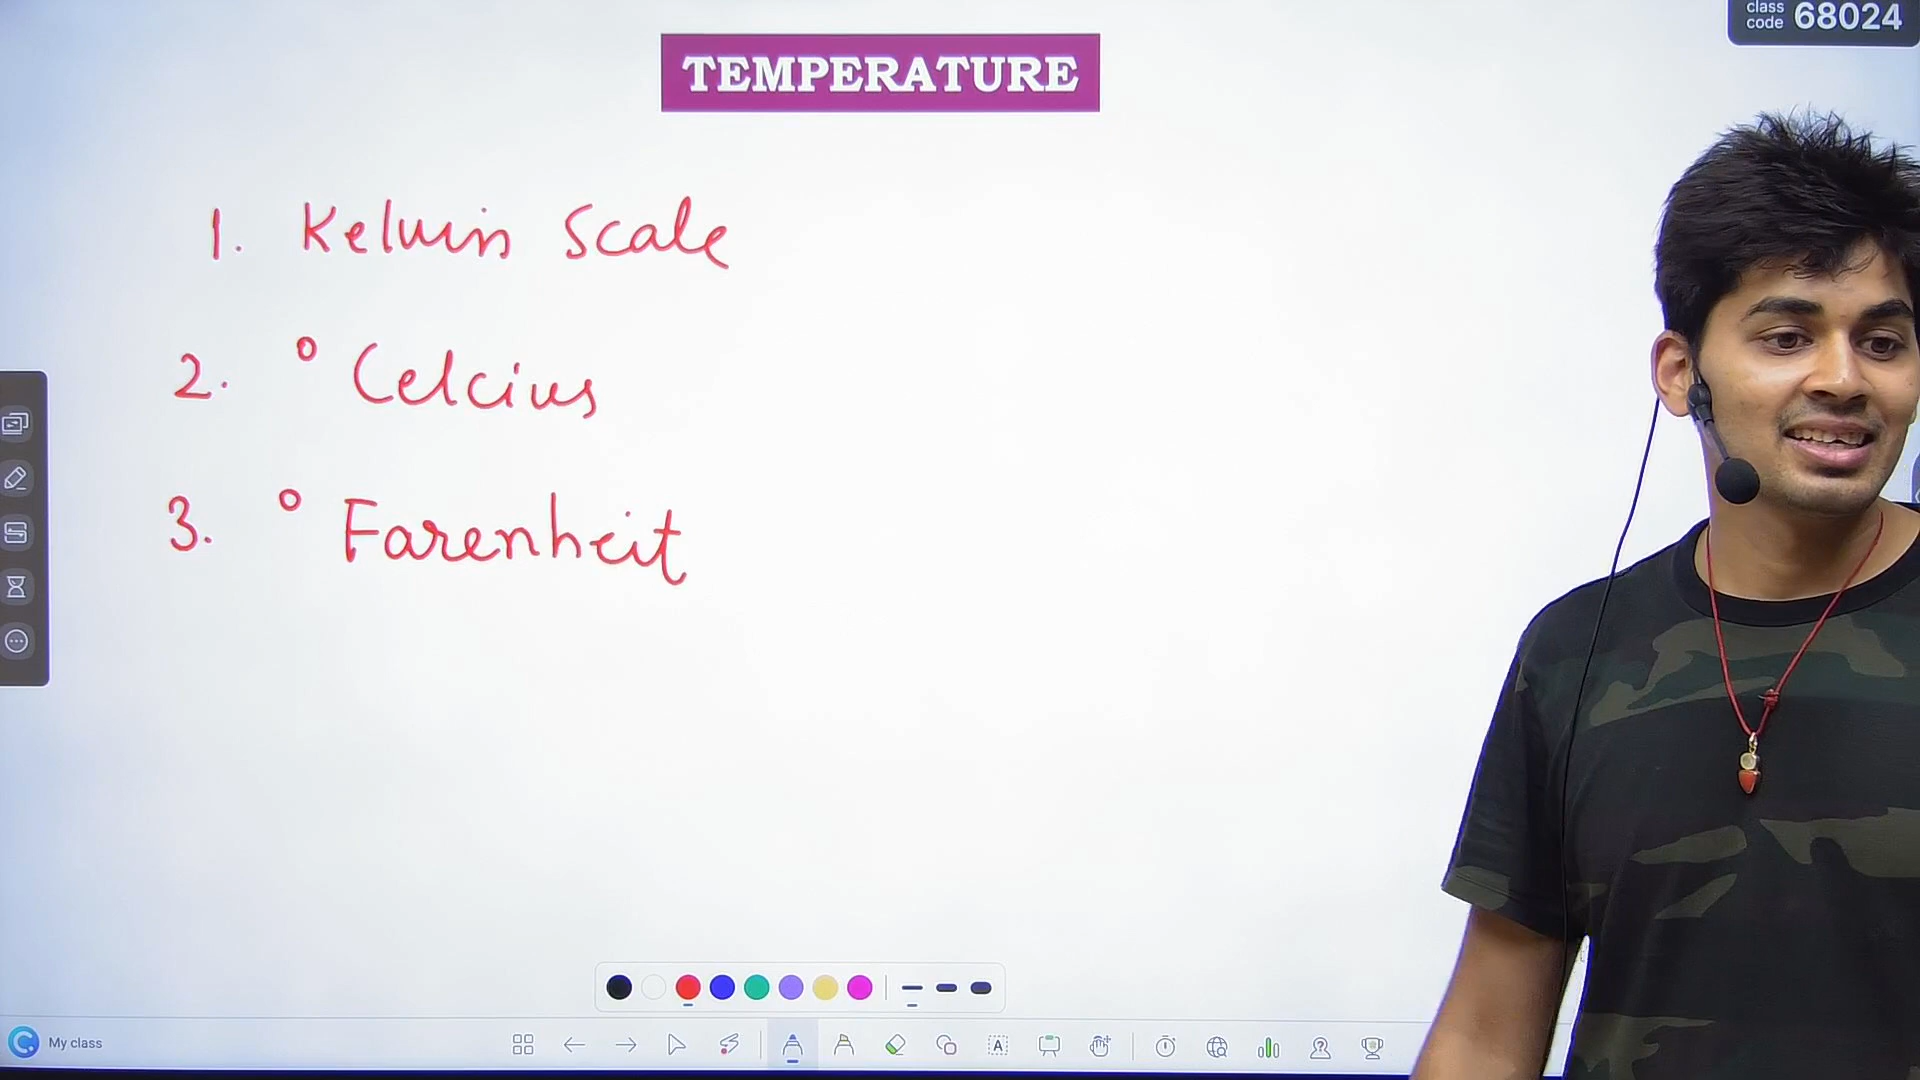 class
code 68024
TEMPERATURE
1. Kelvin Scale
2. ° Celcius
3. ° Farenheit
My class